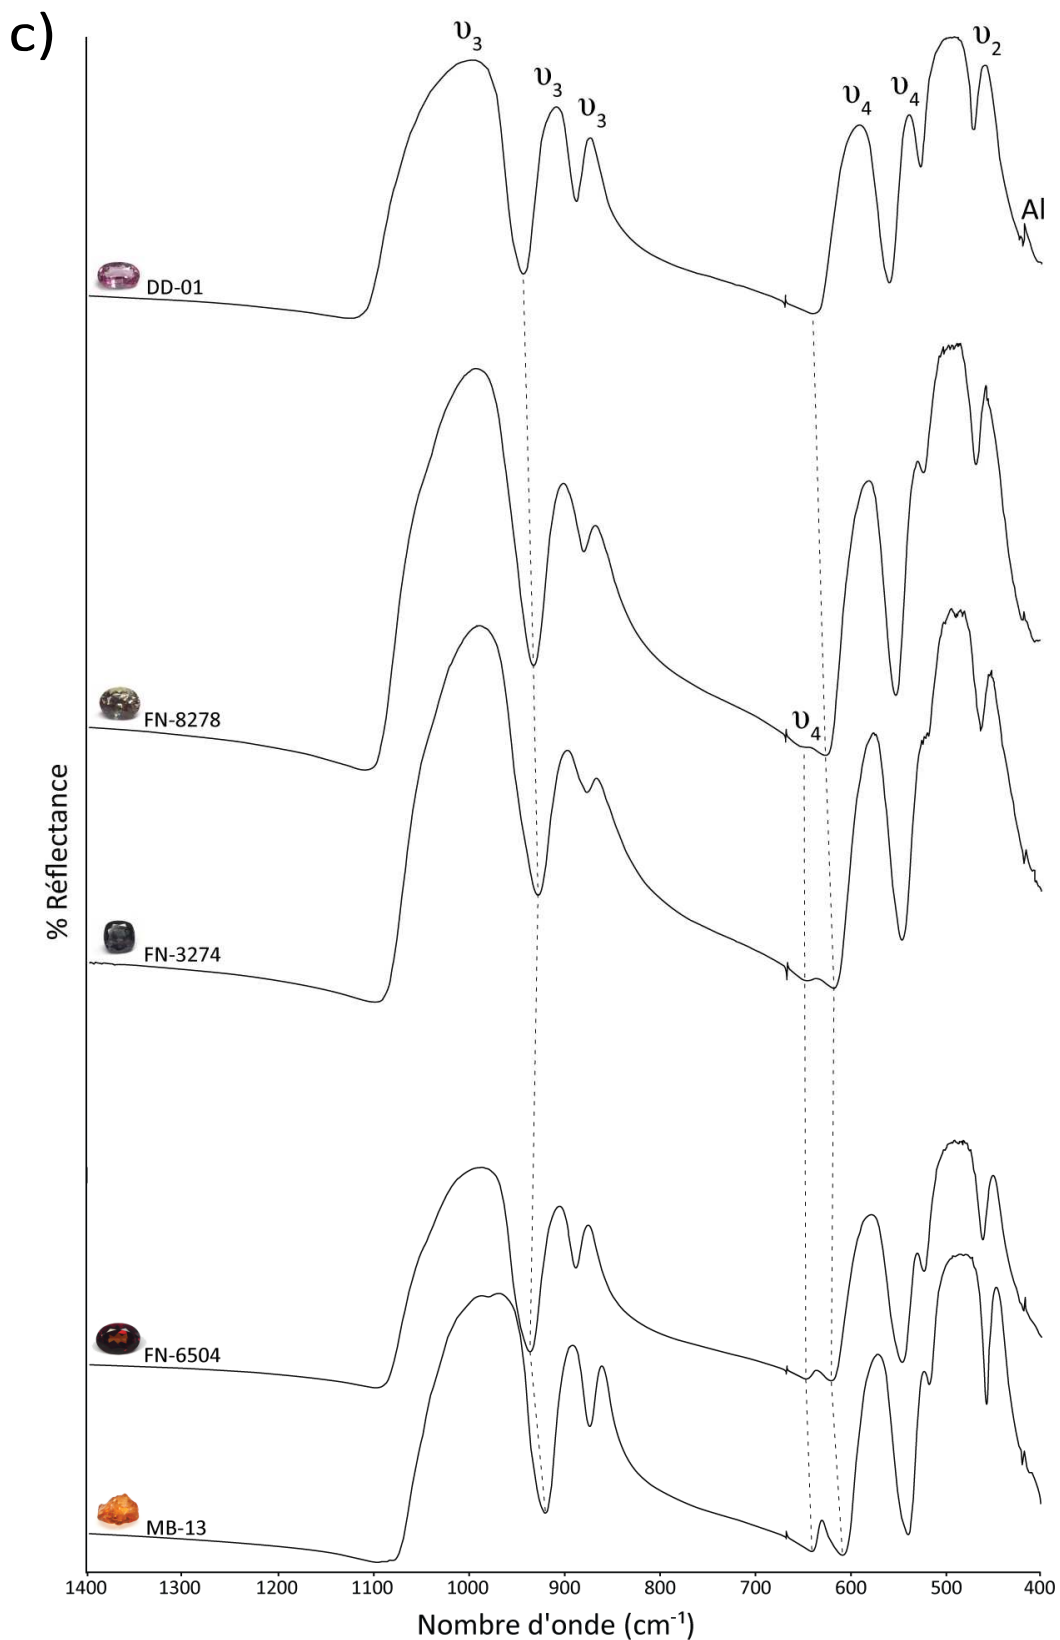 c)
υ3
υ3
υ3
υ4
υ4
υ2
Al
DD-01
FN-8278
υ4
% Réflectance
FN-3274
FN-6504
MB-13
1400 1300 1200 1100 1000 900 800 700 600 500 400
Nombre d'onde (cm-1)